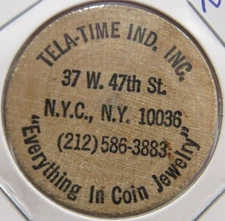 TELA-TIME IND. INC.
37 W. 47th St.
N.Y.C., N.Y. 10036
(212) 586-3883
"Everything In Coin Jewelry"